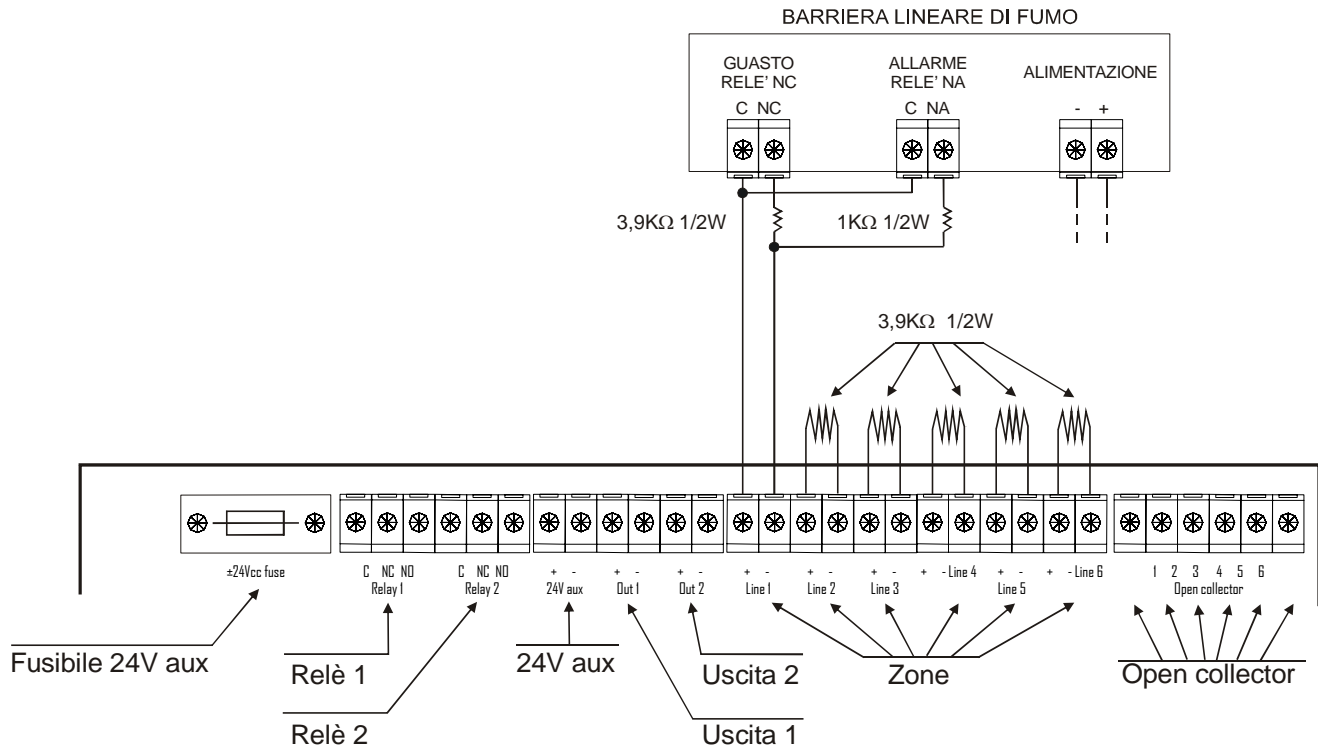 BARRIERA LINEARE DI FUMO
GUASTO
RELE' NC
ALLARME
RELE' NA
ALIMENTAZIONE
C NC
C NA
- +
3,9KΩ 1/2W
1KΩ 1/2W
3,9KΩ 1/2W
±24Vcc fuse
C NC NO
Relay 1
C NC NO
Relay 2
+ -
24V aux
+ -
Out 1
+ -
Out 2
+ -
Line 1
+ -
Line 2
+ -
Line 3
+ - Line 4
+ -
Line 5
+ - Line 6
1 2 3 4 5 6
Open collector
Fusibile 24V aux
Relè 1
24V aux
Uscita 2
Zone
Open collector
Relè 2
Uscita 1